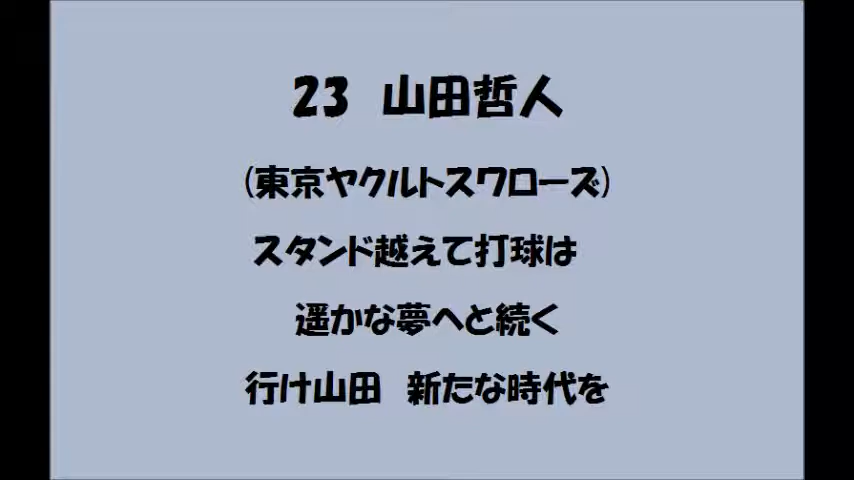 23 山田哲人
(東京ヤクルトスワローズ)
スタンド越えて打球は
遥かな夢へと続く
行け山田 新たな時代を